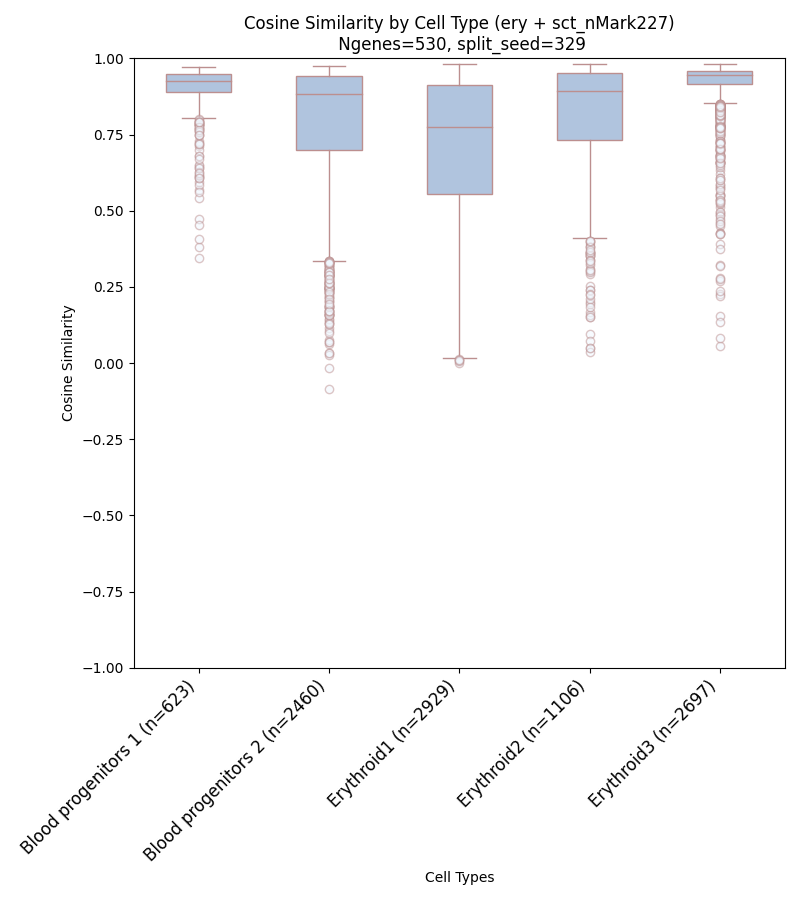 Cosine Similarity by Cell Type (ery + sct_nMark227)
Ngenes=530, split_seed=329
Cosine Similarity
1.00
0.75
0.50
0.25
0.00
−0.25
−0.50
−0.75
−1.00
Blood progenitors 1 (n=623)
Blood progenitors 2 (n=2460)
Erythroid1 (n=2929)
Erythroid2 (n=1106)
Erythroid3 (n=2697)
Cell Types